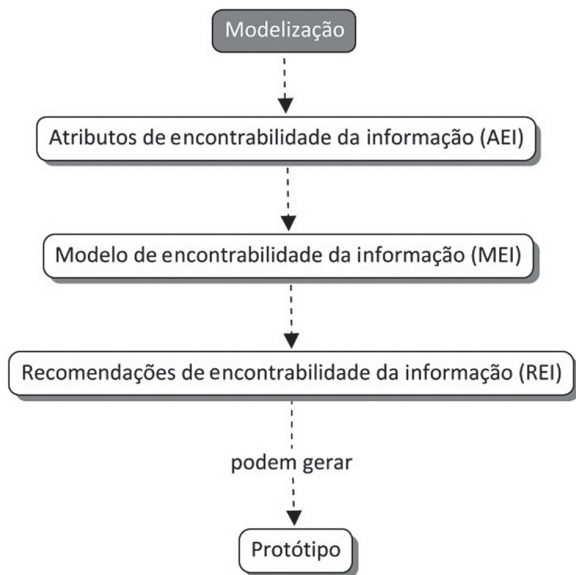 Modelização
Atributos de encontrabilidade da informação (AEI)
Modelo de encontrabilidade da informação (MEI)
Recomendações de encontrabilidade da informação (REI)
podem gerar
Protótipo